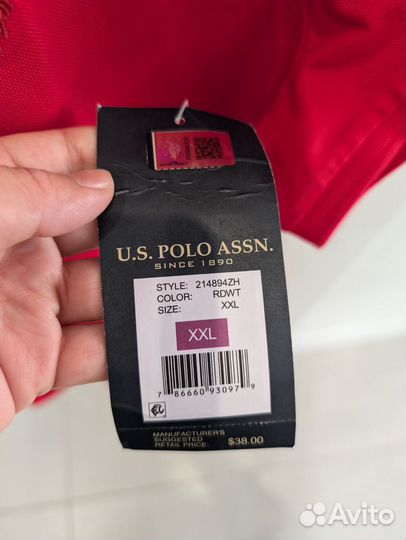 U.S. POLO ASSN.
SINCE 1890
STYLE: 214894ZH
COLOR: RDWT
SIZE: XXL
XXL
7 86660 93097 9
MANUFACTURER'S
SUGGESTED
RETAIL PRICE: $38.00
Avito